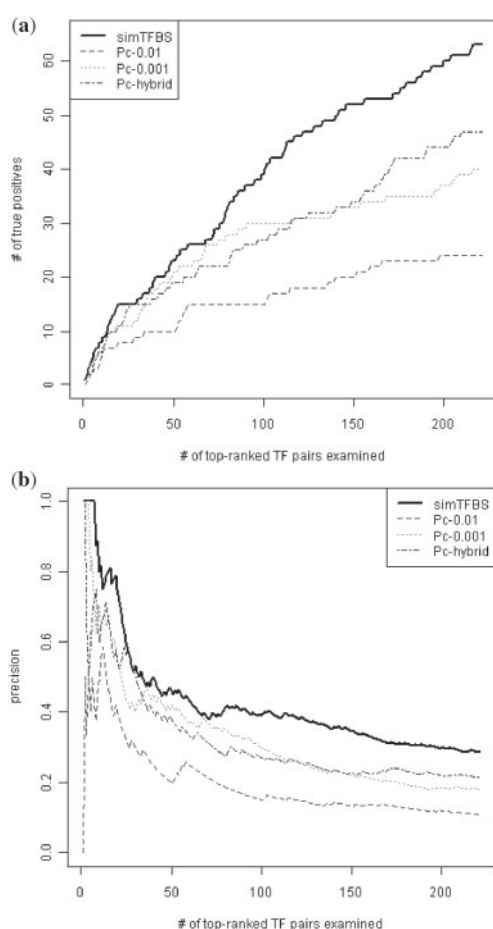 (a)
simTFBS
Pc-0.01
Pc-0.001
Pc-hybrid
# of true positives
0
10
20
30
40
50
60
0
50
100
150
200
# of top-ranked TF pairs examined
(b)
simTFBS
Pc-0.01
Pc-0.001
Pc-hybrid
precision
0.0
0.2
0.4
0.6
0.8
1.0
0
50
100
150
200
# of top-ranked TF pairs examined